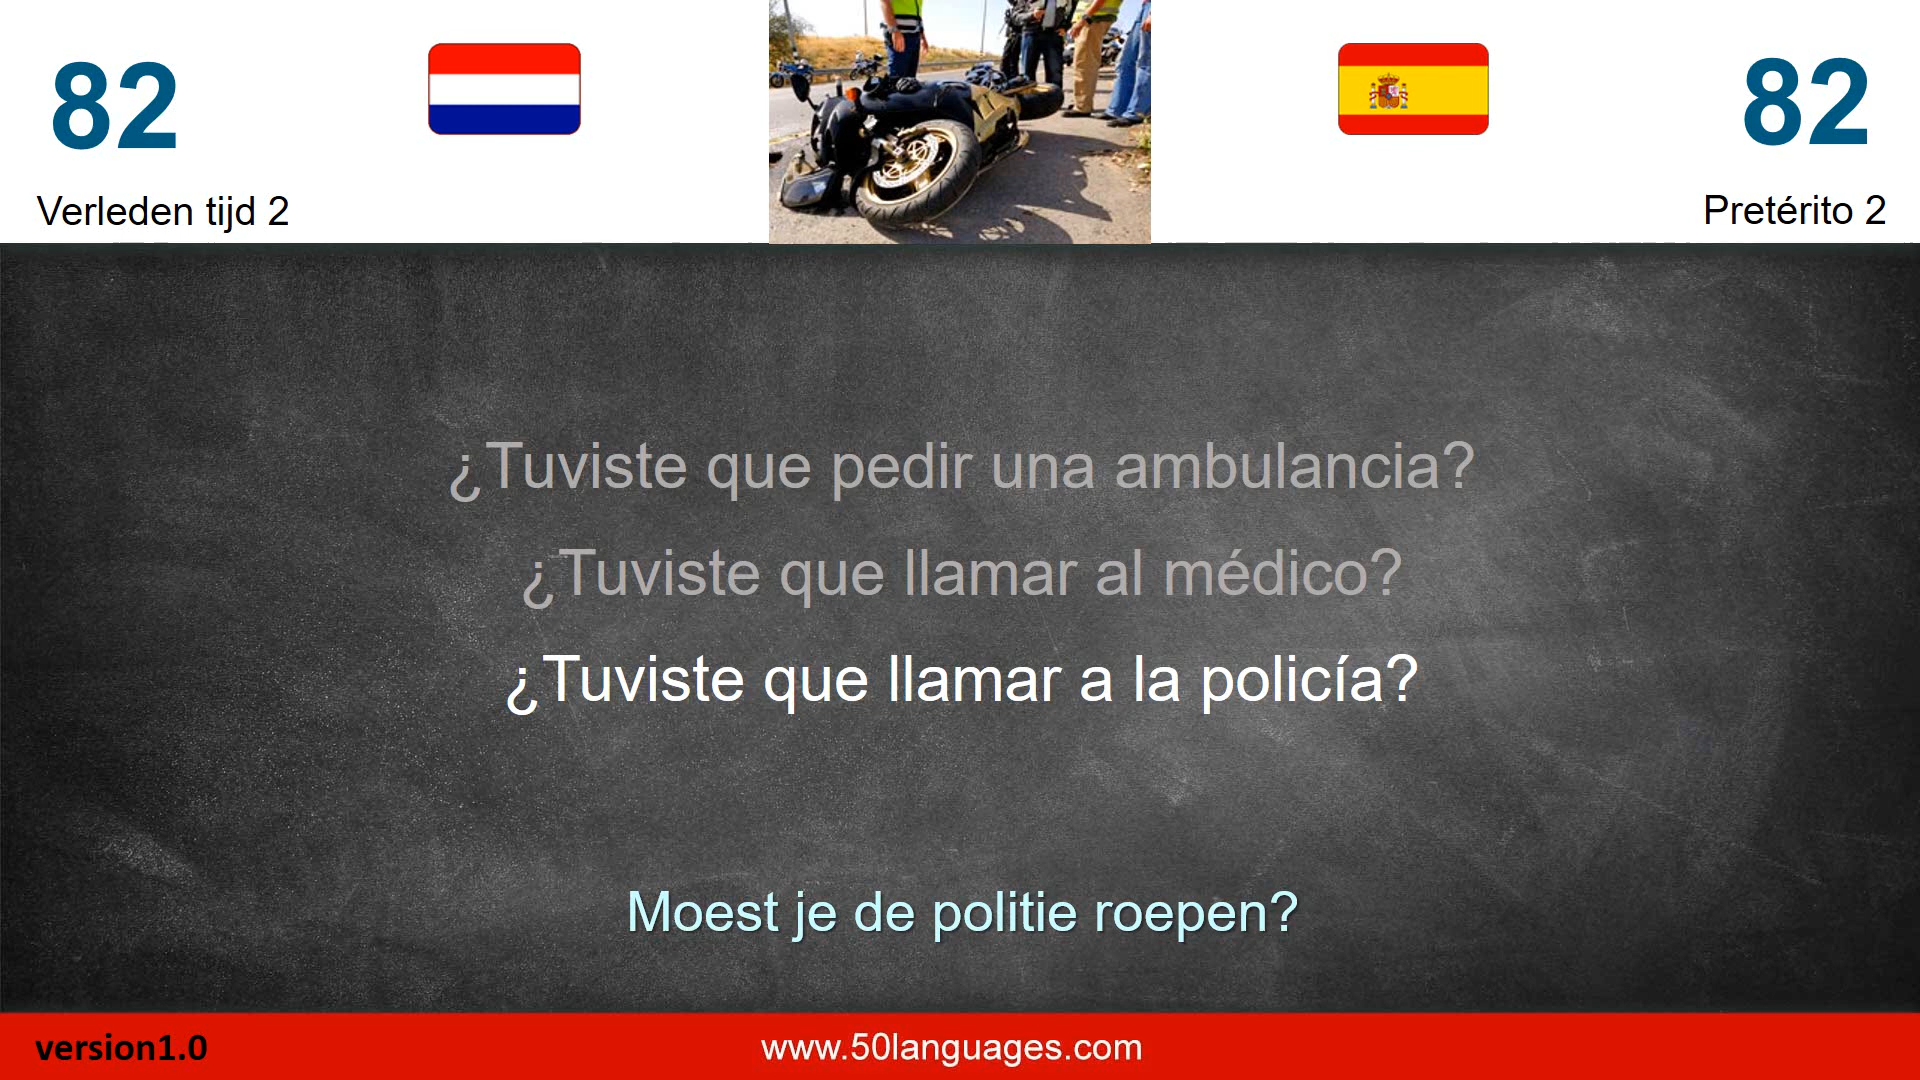 82
82
Verleden tijd 2
Pretérito 2
¿Tuviste que pedir una ambulancia?
¿Tuviste que llamar al médico?
¿Tuviste que llamar a la policía?
Moest je de politie roepen?
version1.0
www.50languages.com